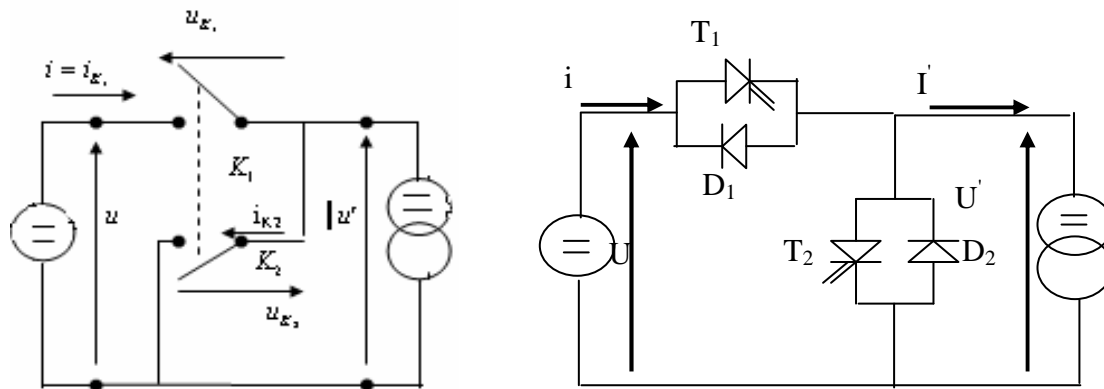 u_K₁
i = i_K₁
K₁
u
u'
i_K2
K₂
u_K₂
T₁
i
I'
D₁
U'
U
T₂
D₂